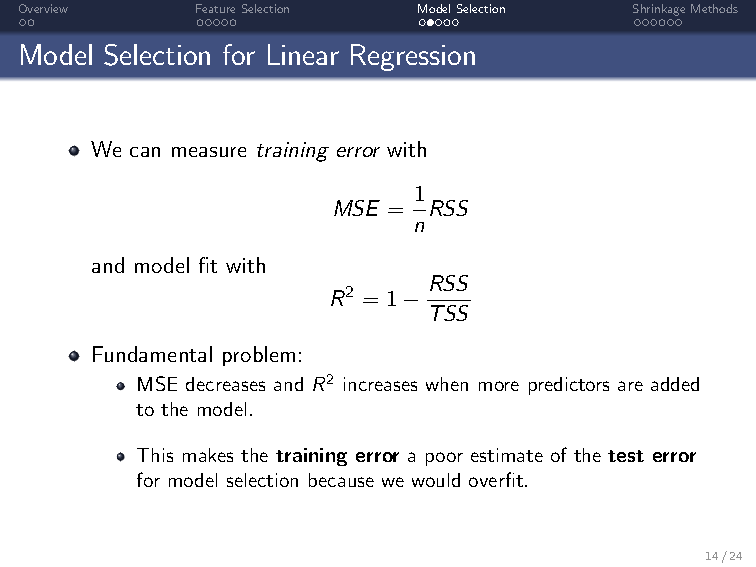 Overview Feature Selection Model Selection Shrinkage Methods
Model Selection for Linear Regression
We can measure training error with
MSE = 1/n RSS
and model fit with
R² = 1 − RSS/TSS
Fundamental problem:
MSE decreases and R² increases when more predictors are added
to the model.
This makes the training error a poor estimate of the test error
for model selection because we would overfit.
14 / 24